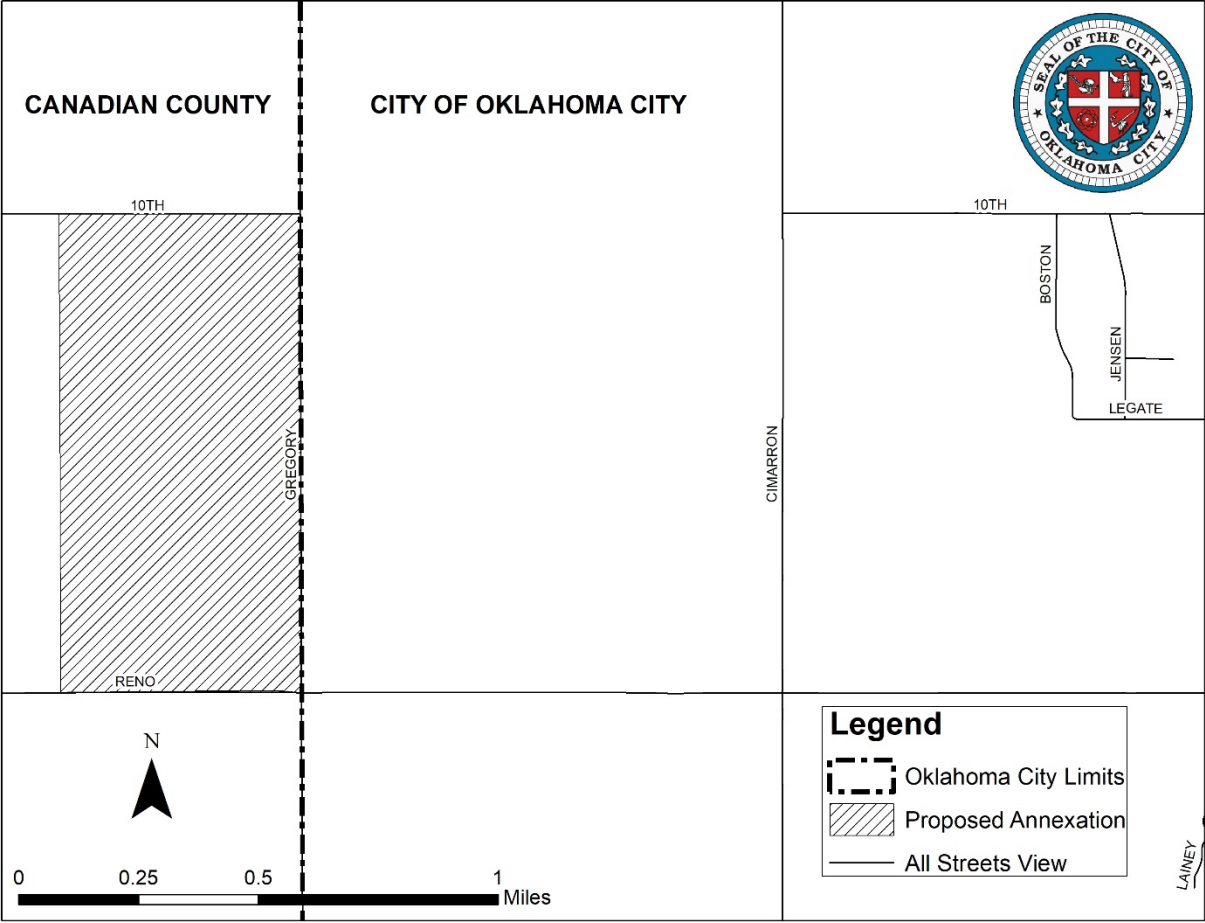 SEAL OF THE CITY OF
OKLAHOMA CITY
CANADIAN COUNTY
CITY OF OKLAHOMA CITY
10TH
10TH
BOSTON
JENSEN
LEGATE
GREGORY
CIMARRON
RENO
N
Legend
Oklahoma City Limits
Proposed Annexation
All Streets View
LAINEY
0 0.25 0.5 1
Miles